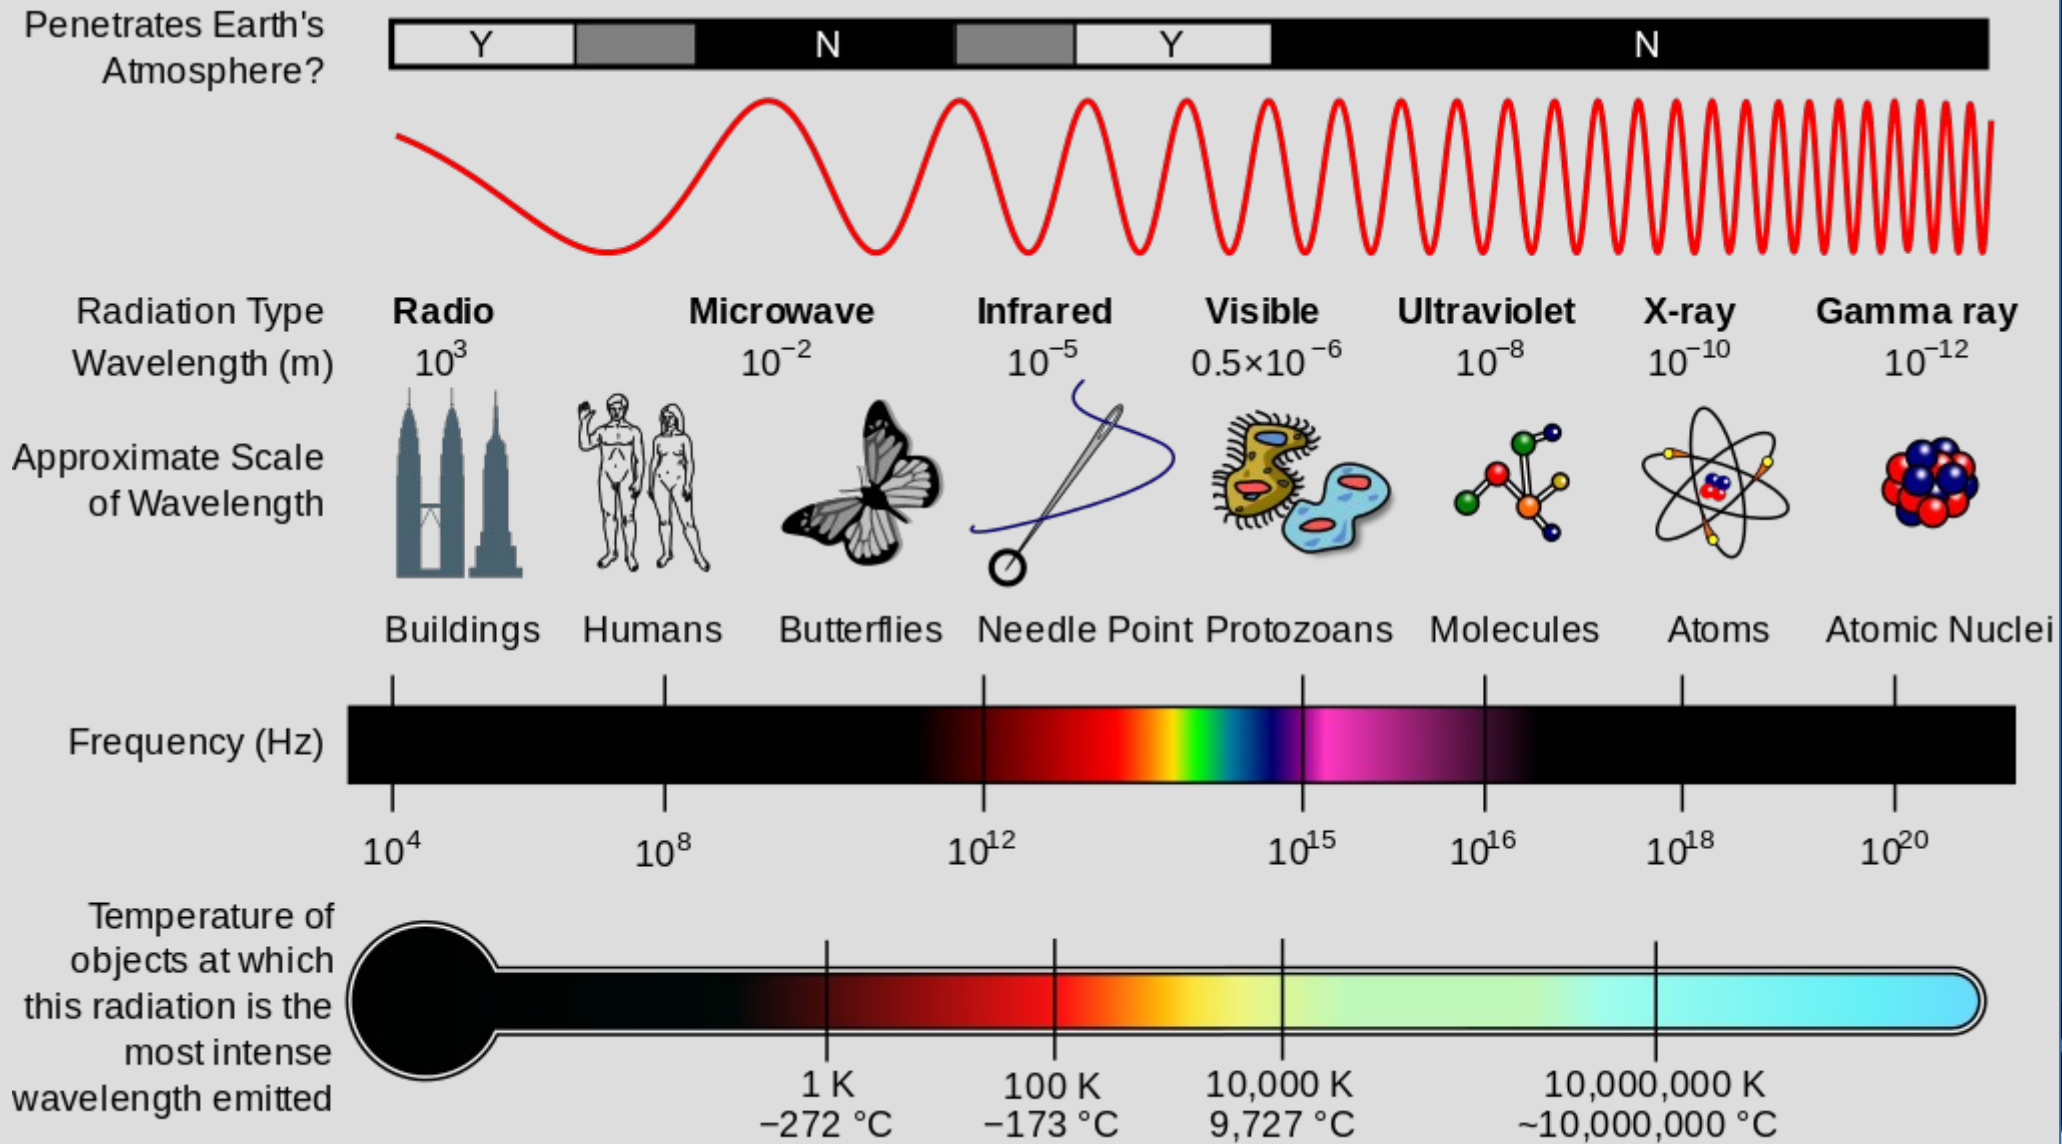 Penetrates Earth's
Atmosphere?
Y N Y N
Radiation Type
Radio Microwave Infrared Visible Ultraviolet X-ray Gamma ray
Wavelength (m)
10³ 10⁻² 10⁻⁵ 0.5×10⁻⁶ 10⁻⁸ 10⁻¹⁰ 10⁻¹²
Approximate Scale
of Wavelength
Buildings Humans Butterflies Needle Point Protozoans Molecules Atoms Atomic Nuclei
Frequency (Hz)
10⁴ 10⁸ 10¹² 10¹⁵ 10¹⁶ 10¹⁸ 10²⁰
Temperature of
objects at which
this radiation is the
most intense
wavelength emitted
1 K 100 K 10,000 K 10,000,000 K
−272 °C −173 °C 9,727 °C ~10,000,000 °C